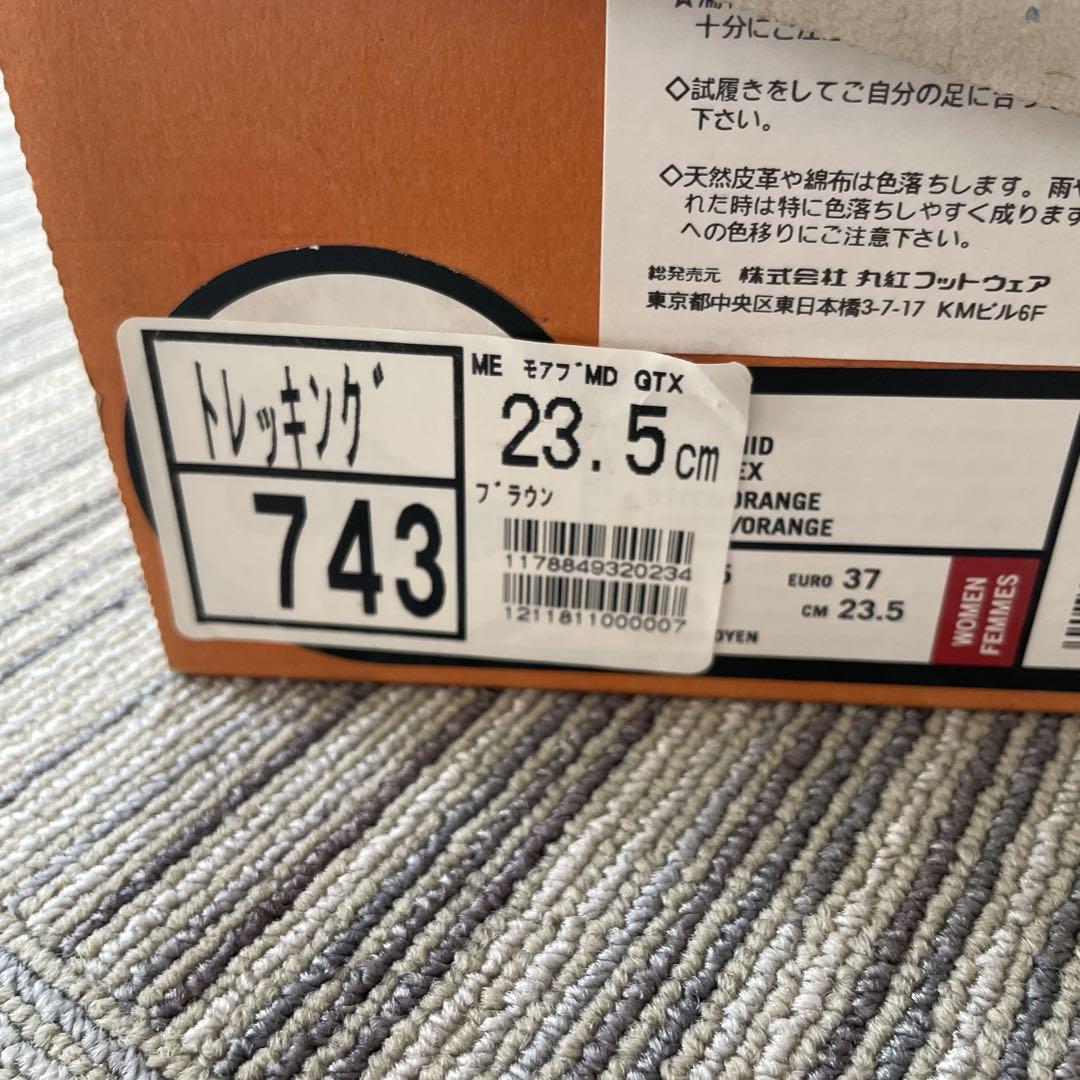 十分にご注
◇試履きをしてご自分の足に合っ
下さい。
◇天然皮革や綿布は色落ちします。雨や
れた時は特に色落ちしやすく成ります
への色移りにご注意下さい。
総発売元 株式会社 丸紅フットウェア
東京都中央区東日本橋3-7-17 KMビル6F
トレッキング
743
ME モアブMD GTX
23.5cm
ブラウン
1178849320234
1211811000007
MID
EX
/ORANGE
/ORANGE
EURO 37
CM 23.5
OYEN
WOMEN
FEMMES